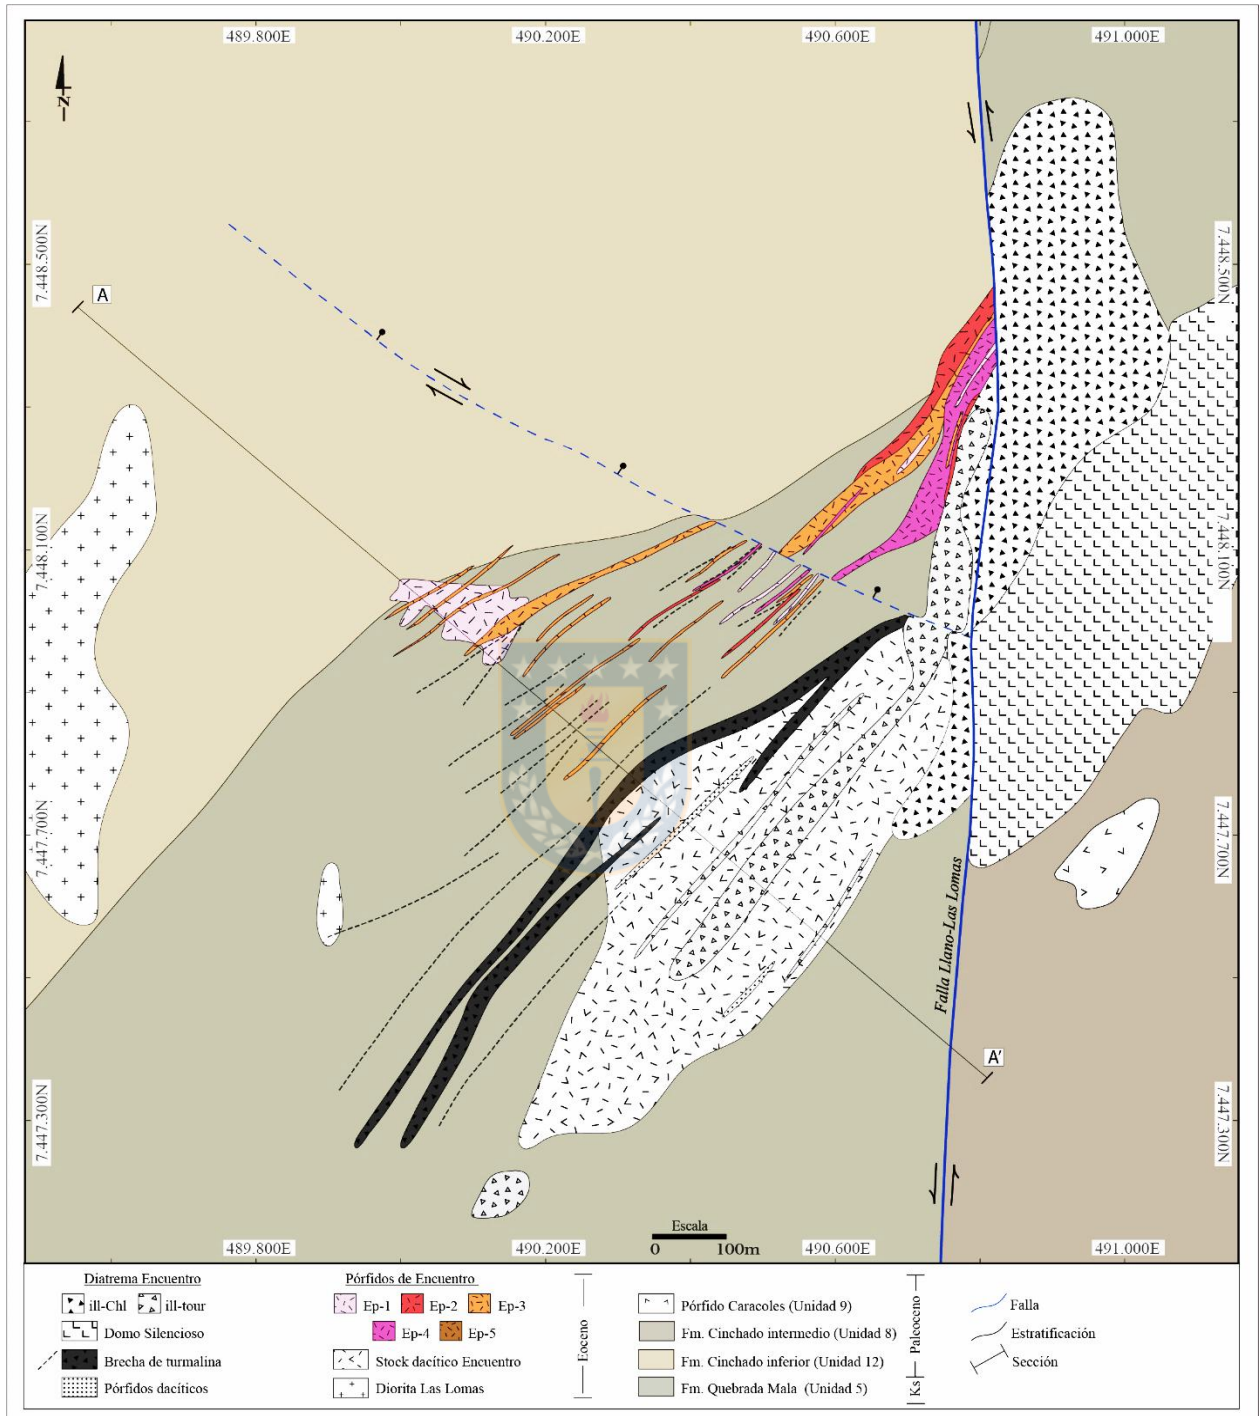 489.800E 490.200E 490.600E 491.000E
N
7.448.500N
7.448.500N
A
7.448.100N
7.448.100N
7.447.700N
7.447.700N
Falla Llano-Las Lomas
A'
7.447.300N
7.447.300N
Escala
0 100m
489.800E 490.200E 490.600E 491.000E
Diatrema Encuentro
ill-Chl ill-tour
Domo Silencioso
Brecha de turmalina
Pórfidos dacíticos
Pórfidos de Encuentro
Ep-1 Ep-2 Ep-3
Ep-4 Ep-5
Stock dacítico Encuentro
Diorita Las Lomas
Eoceno
Pórfido Caracoles (Unidad 9)
Fm. Cinchado intermedio (Unidad 8)
Fm. Cinchado inferior (Unidad 12)
Fm. Quebrada Mala (Unidad 5)
Paleoceno
Ks
Falla
Estratificación
Sección